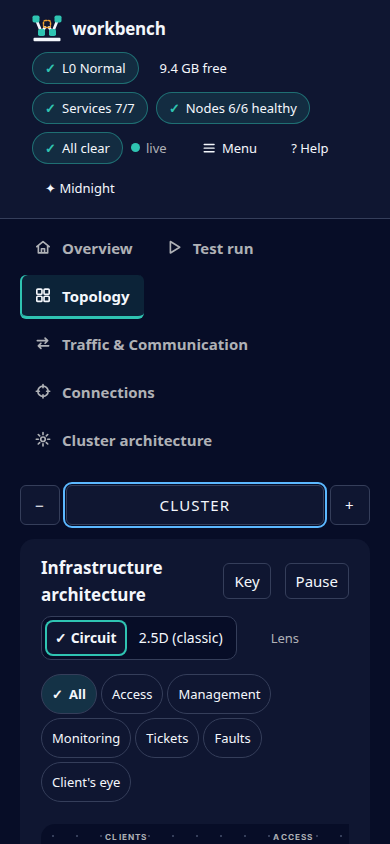 workbench
✓ L0 Normal 9.4 GB free
✓ Services 7/7 ✓ Nodes 6/6 healthy
✓ All clear live ☰ Menu ? Help
✦ Midnight
Overview Test run
Topology
Traffic & Communication
Connections
Cluster architecture
− CLUSTER +
Infrastructure
architecture
Key Pause
✓ Circuit 2.5D (classic) Lens
✓ All Access Management
Monitoring Tickets Faults
Client's eye
CLIENTS ACCESS